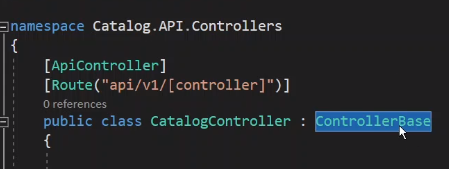 namespace Catalog.API.Controllers
{
[ApiController]
[Route("api/v1/[controller]")]
0 references
public class CatalogController : ControllerBase
{